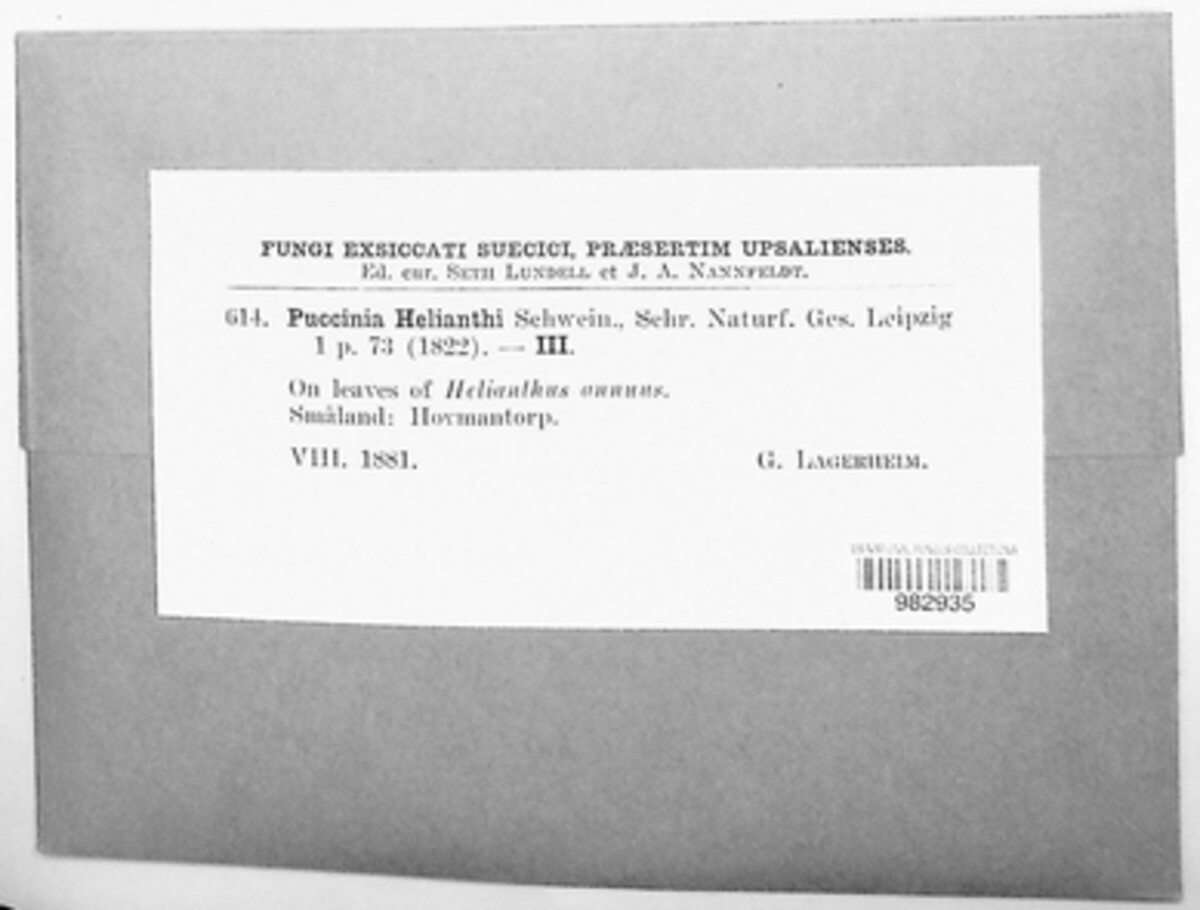 FUNGI EXSICCATI SUECICI, PRÆSERTIM UPSALIENSES.
Ed. cur. SETH LUNDELL et J. A. NANNFELDT.
614. Puccinia Helianthi Schwein., Schr. Naturf. Ges. Leipzig
1 p. 73 (1822). — III.
On leaves of Helianthus annuus.
Småland: Hovmantorp.
VIII. 1881. G. LAGERHEIM.
982935